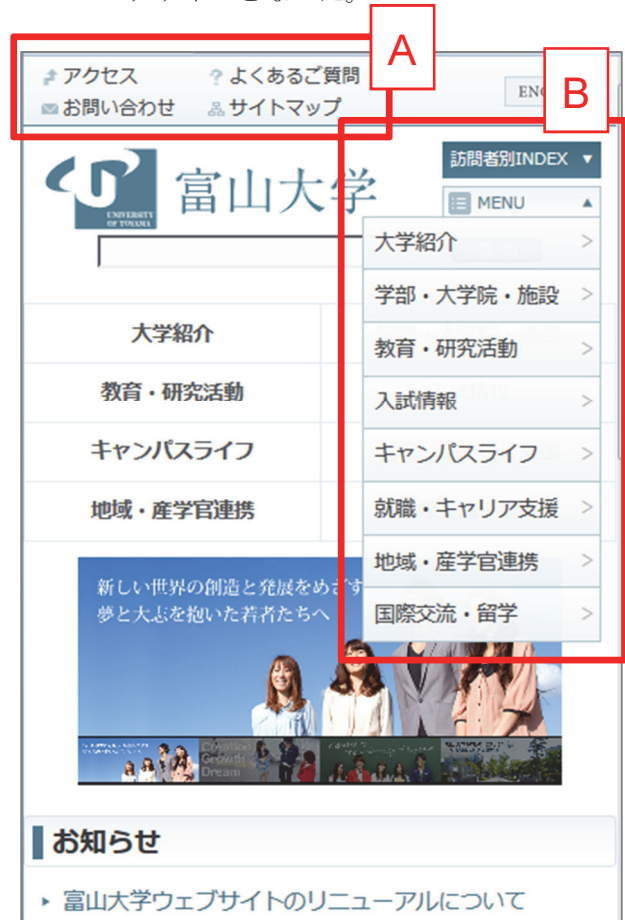 A
B
アクセス
よくあるご質問
お問い合わせ
サイトマップ
訪問者別INDEX ▼
UNIVERSITY
OF TOYAMA
富山大学
MENU ▲
大学紹介 >
学部・大学院・施設 >
教育・研究活動 >
入試情報 >
キャンパスライフ >
就職・キャリア支援 >
地域・産学官連携 >
国際交流・留学 >
大学紹介
教育・研究活動
キャンパスライフ
地域・産学官連携
新しい世界の創造と発展をめざす
夢と大志を抱いた若者たちへ
Creation
Growth
Dream
お知らせ
富山大学ウェブサイトのリニューアルについて